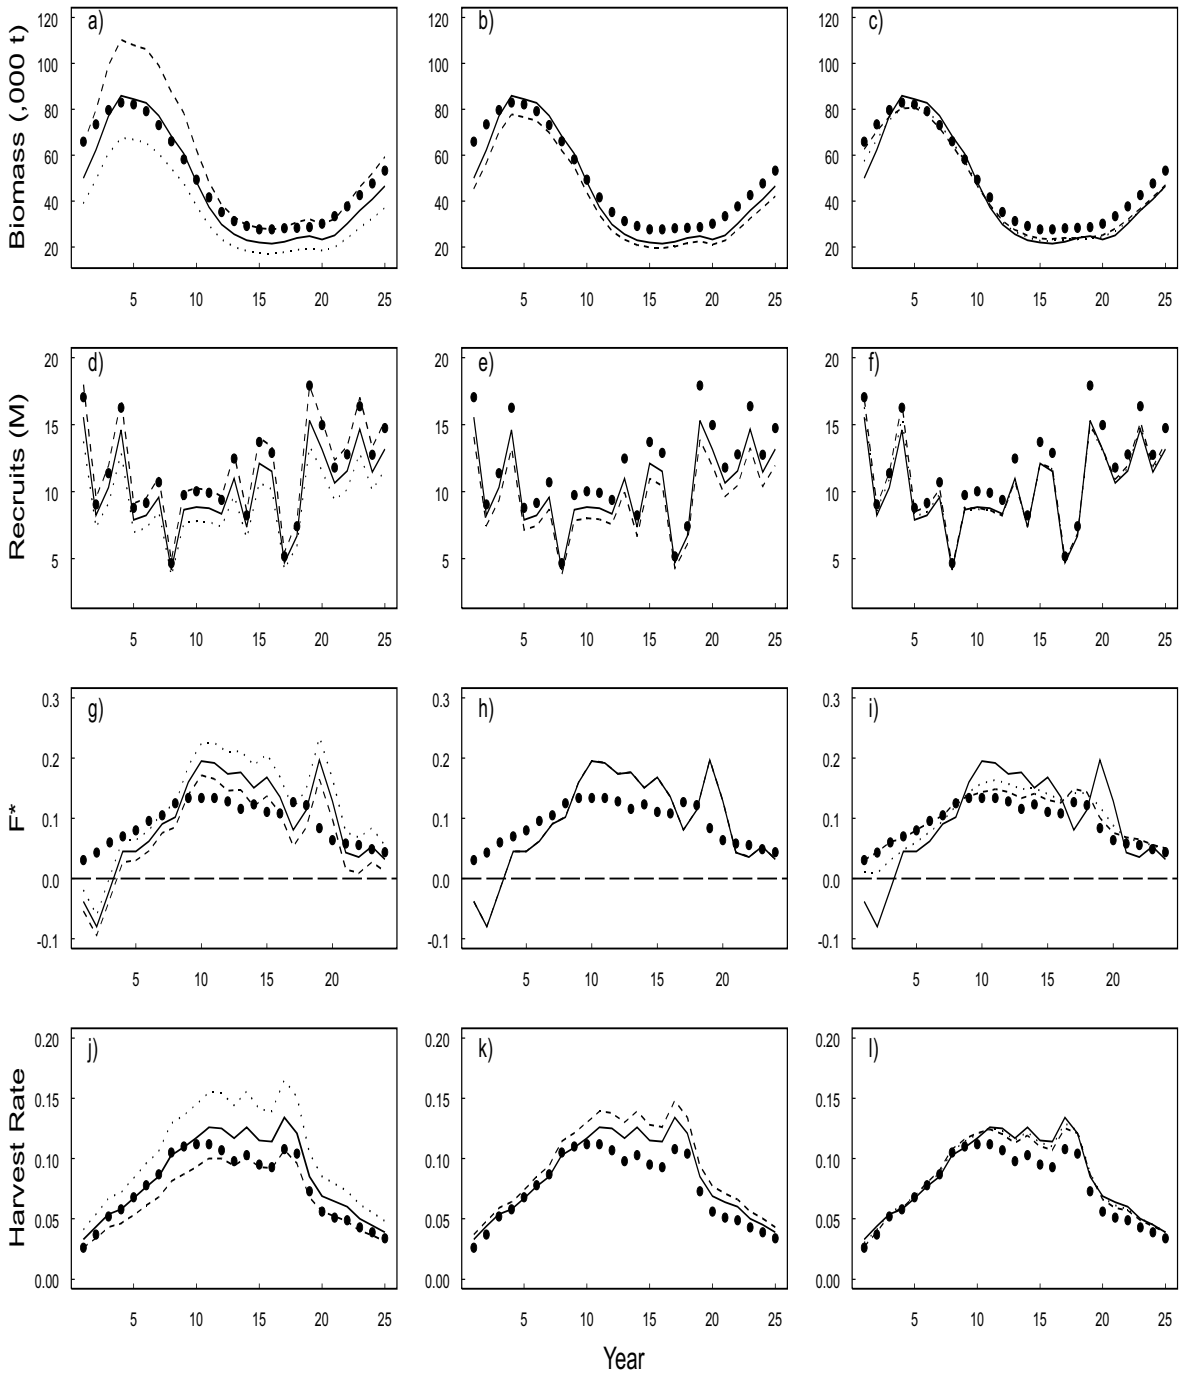 a) b) c)
Biomass (,000 t)
120 120 120
100 100 100
80 80 80
60 60 60
40 40 40
20 20 20
5 10 15 20 25 5 10 15 20 25 5 10 15 20 25
d) e) f)
Recruits (M)
20 20 20
15 15 15
10 10 10
5 5 5
5 10 15 20 25 5 10 15 20 25 5 10 15 20 25
g) h) i)
F*
0.3 0.3 0.3
0.2 0.2 0.2
0.1 0.1 0.1
0.0 0.0 0.0
-0.1 -0.1 -0.1
5 10 15 20 5 10 15 20 5 10 15 20
j) k) l)
Harvest Rate
0.20 0.20 0.20
0.15 0.15 0.15
0.10 0.10 0.10
0.05 0.05 0.05
0.00 0.00 0.00
5 10 15 20 25 5 10 15 20 25 5 10 15 20 25
Year